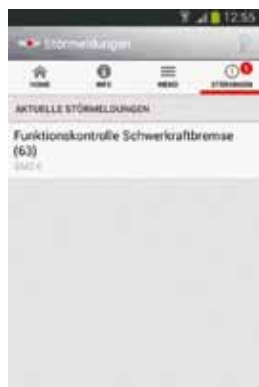 12:55
Störmeldungen
HOME
INFO
MENÜ
STÖRUNGEN
AKTUELLE STÖRMELDUNGEN
Funktionskontrolle Schwerkraftbremse
(63)